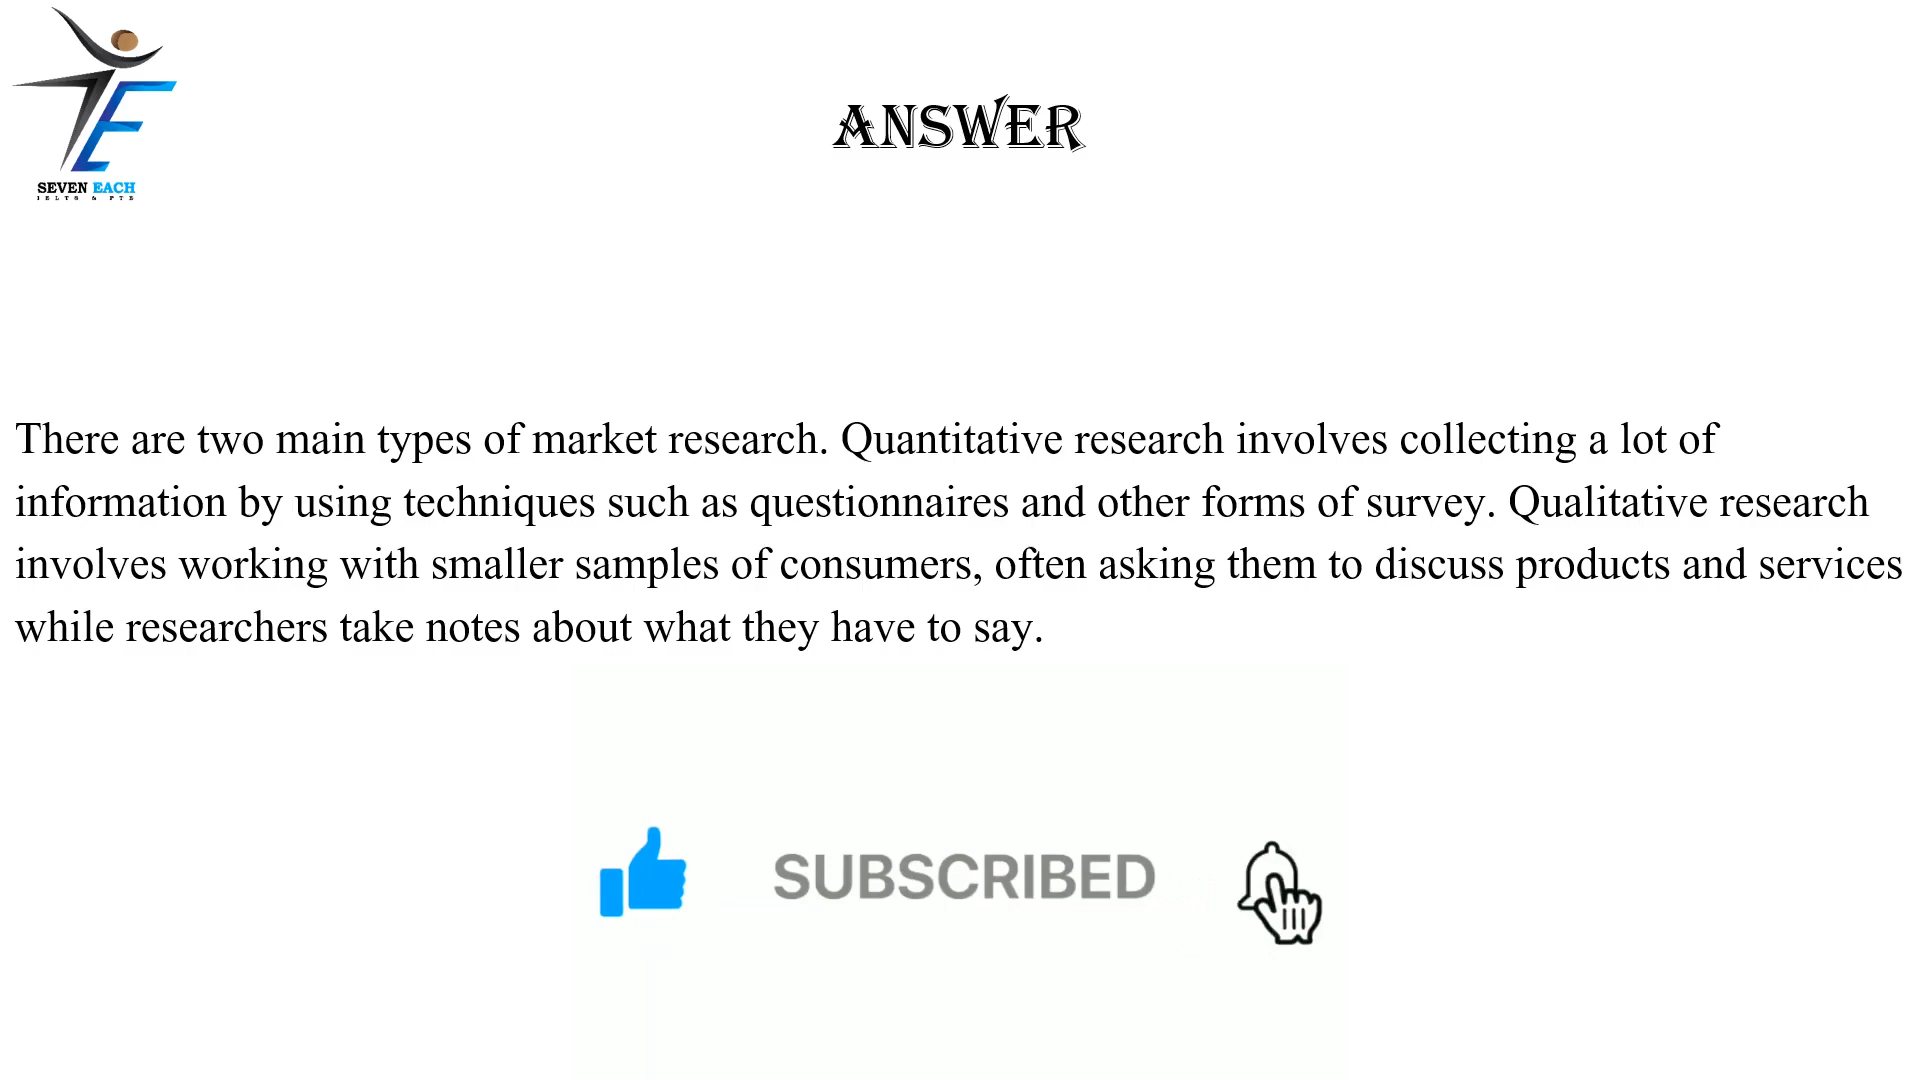 SEVEN EACH
IELTS & PTE
ANSWER
There are two main types of market research. Quantitative research involves collecting a lot of
information by using techniques such as questionnaires and other forms of survey. Qualitative research
involves working with smaller samples of consumers, often asking them to discuss products and services
while researchers take notes about what they have to say.
SUBSCRIBED